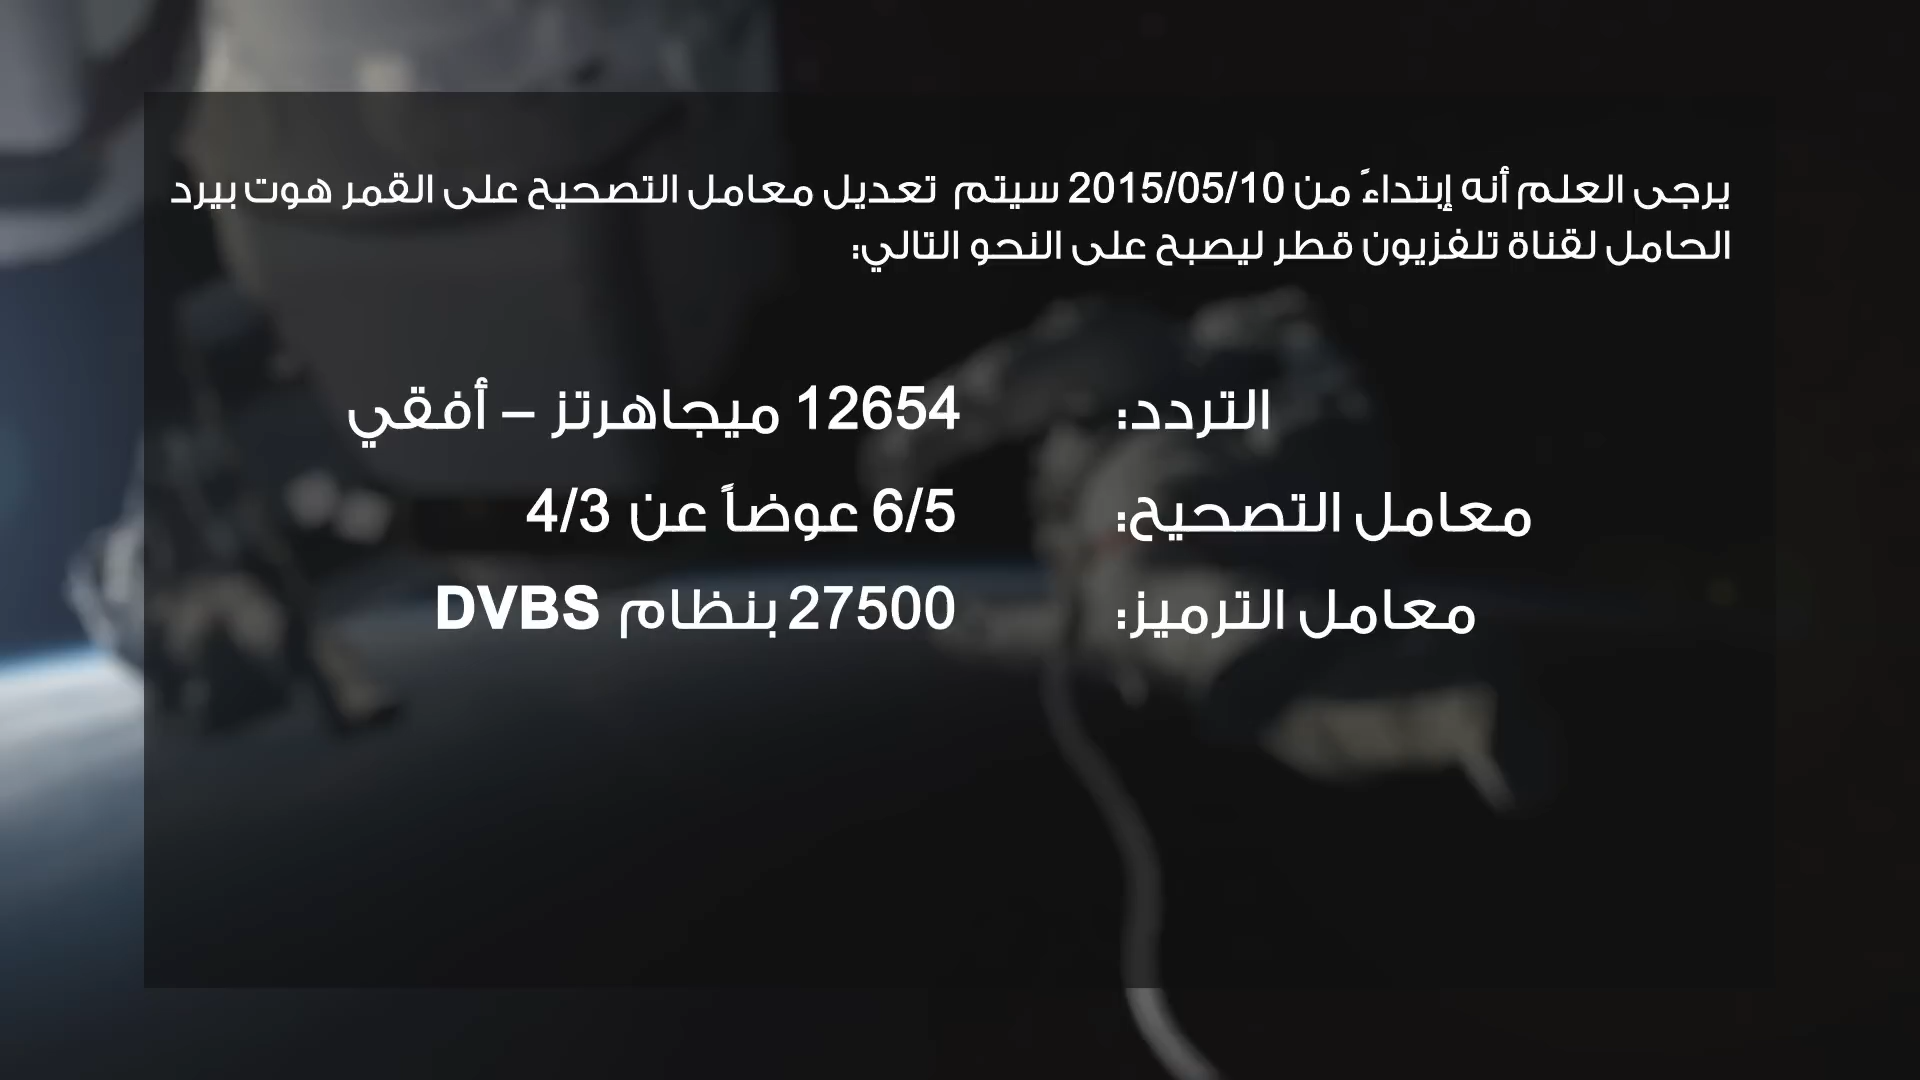 يرجى العلم أنه إبتداءً من 2015/05/10 سيتم تعديل معامل التصحيح على القمر هوت بيرد
الحامل لقناة تلفزيون قطر ليصبح على النحو التالي:
التردد: 12654 ميجاهرتز – أفقي
معامل التصحيح: 6/5 عوضاً عن 4/3
معامل الترميز: 27500 بنظام DVBS